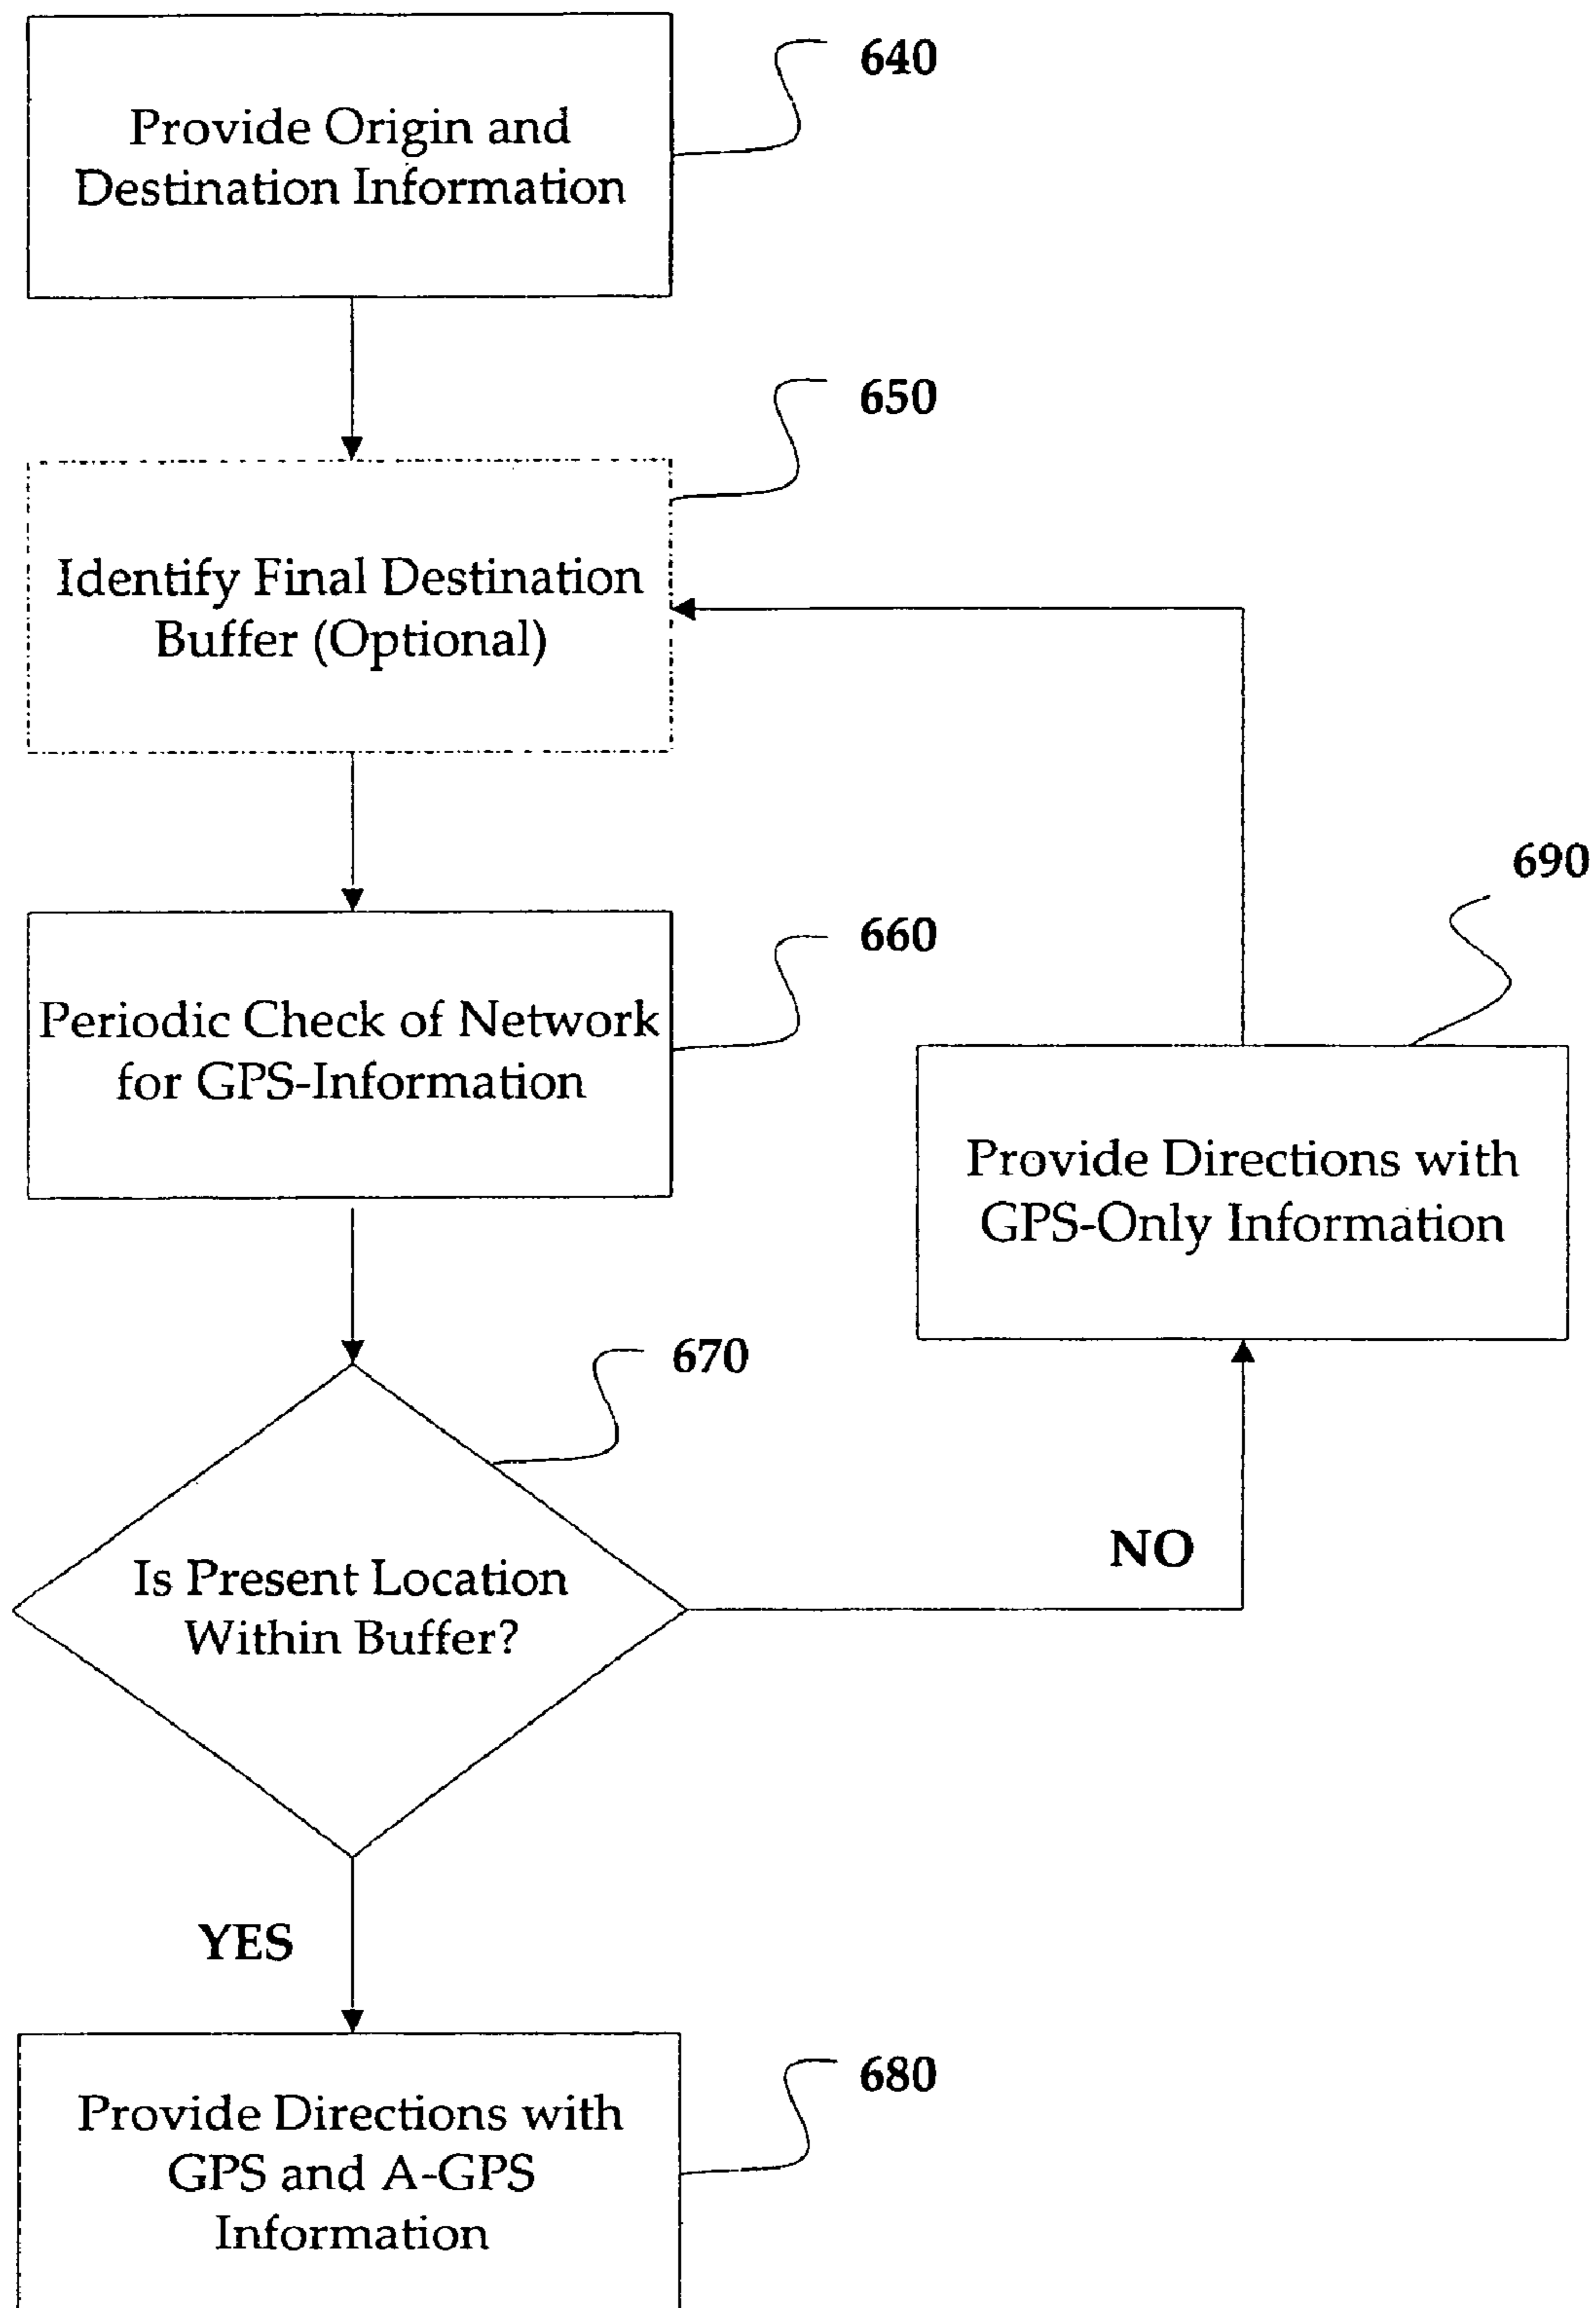 640
Provide Origin and
Destination Information
650
Identify Final Destination
Buffer (Optional)
660
Periodic Check of Network
for GPS-Information
690
Provide Directions with
GPS-Only Information
670
Is Present Location
Within Buffer?
NO
YES
680
Provide Directions with
GPS and A-GPS
Information